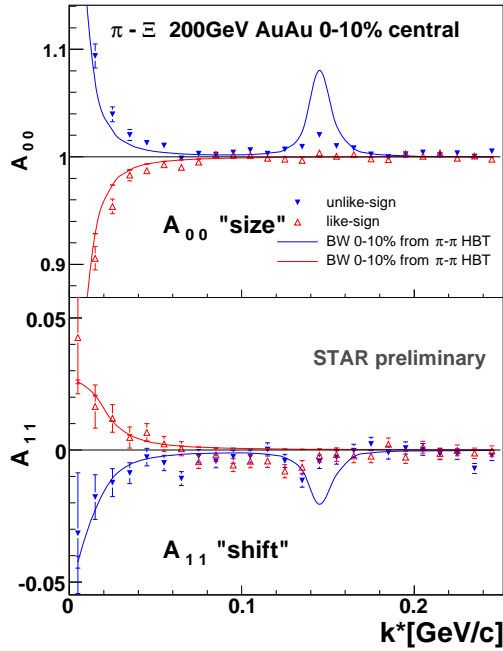 π - Ξ 200GeV AuAu 0-10% central
1.1
1
0.9
A₀₀
A₀₀ "size"
unlike-sign
like-sign
BW 0-10% from π-π HBT
BW 0-10% from π-π HBT
0.05
0
-0.05
A₁₁
STAR preliminary
A₁₁ "shift"
0 0.1 0.2
k*[GeV/c]